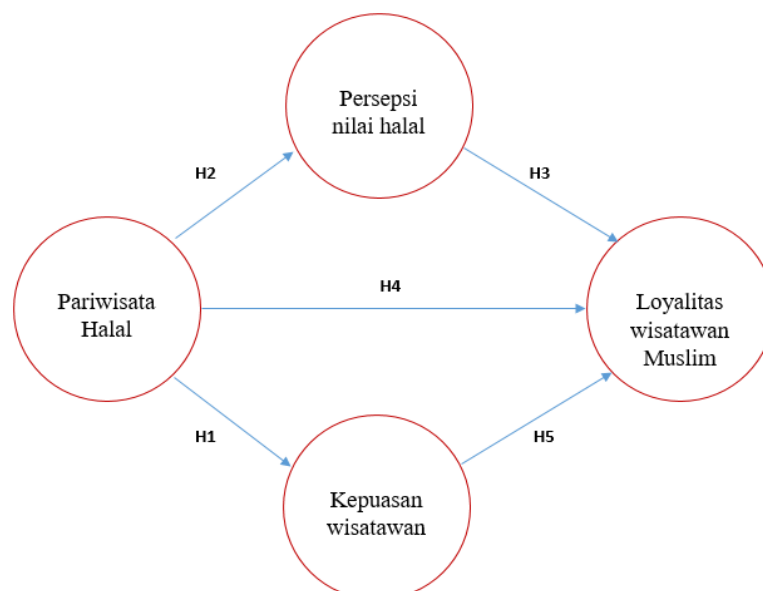 Persepsi
nilai halal
H2
H3
Pariwisata
Halal
H4
Loyalitas
wisatawan
Muslim
H1
H5
Kepuasan
wisatawan